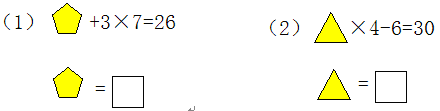 (1) +3×7=26 (2) ×4-6=30
= =